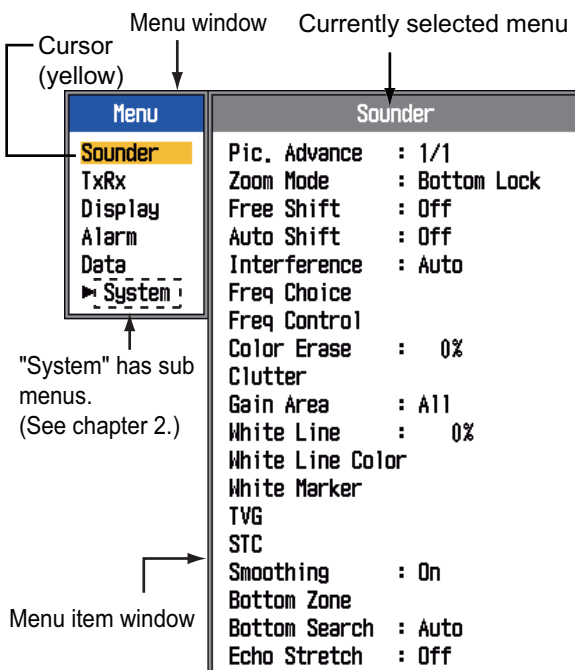 Menu window
Currently selected menu
Cursor
(yellow)
Menu
Sounder
TxRx
Display
Alarm
Data
System
"System" has sub
menus.
(See chapter 2.)
Menu item window
Sounder
Pic. Advance : 1/1
Zoom Mode : Bottom Lock
Free Shift : Off
Auto Shift : Off
Interference : Auto
Freq Choice
Freq Control
Color Erase : 0%
Clutter
Gain Area : All
White Line : 0%
White Line Color
White Marker
TVG
STC
Smoothing : On
Bottom Zone
Bottom Search : Auto
Echo Stretch : Off